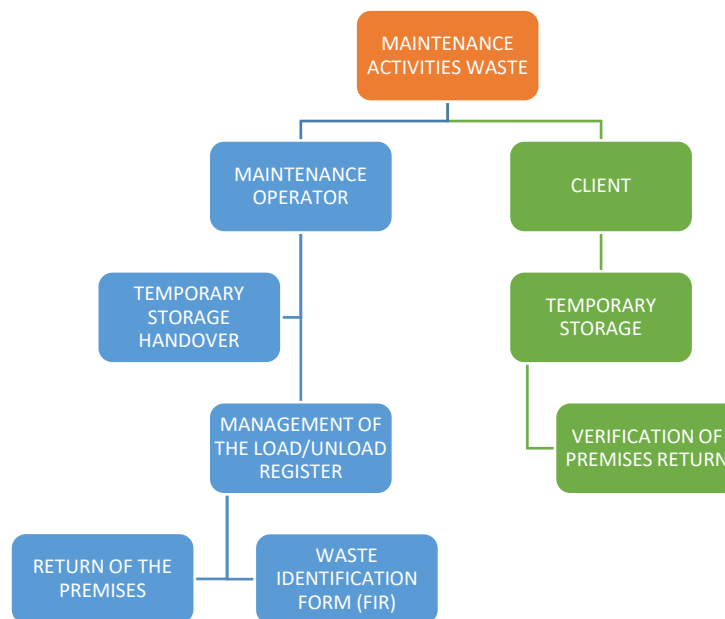 MAINTENANCE
ACTIVITIES WASTE
MAINTENANCE
OPERATOR
CLIENT
TEMPORARY
STORAGE
HANDOVER
TEMPORARY
STORAGE
MANAGEMENT OF
THE LOAD/UNLOAD
REGISTER
VERIFICATION OF
PREMISES RETURN
RETURN OF THE
PREMISES
WASTE
IDENTIFICATION
FORM (FIR)